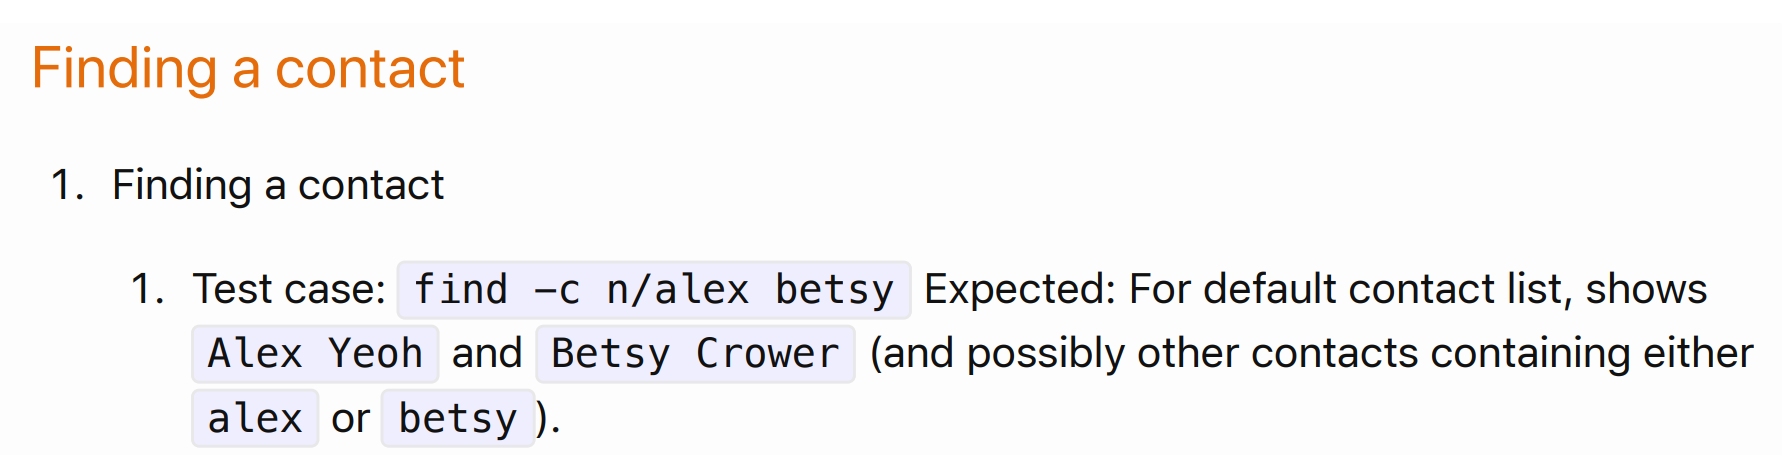 Finding a contact
1. Finding a contact
1. Test case: find –c n/alex betsy Expected: For default contact list, shows
Alex Yeoh and Betsy Crower (and possibly other contacts containing either
alex or betsy ).